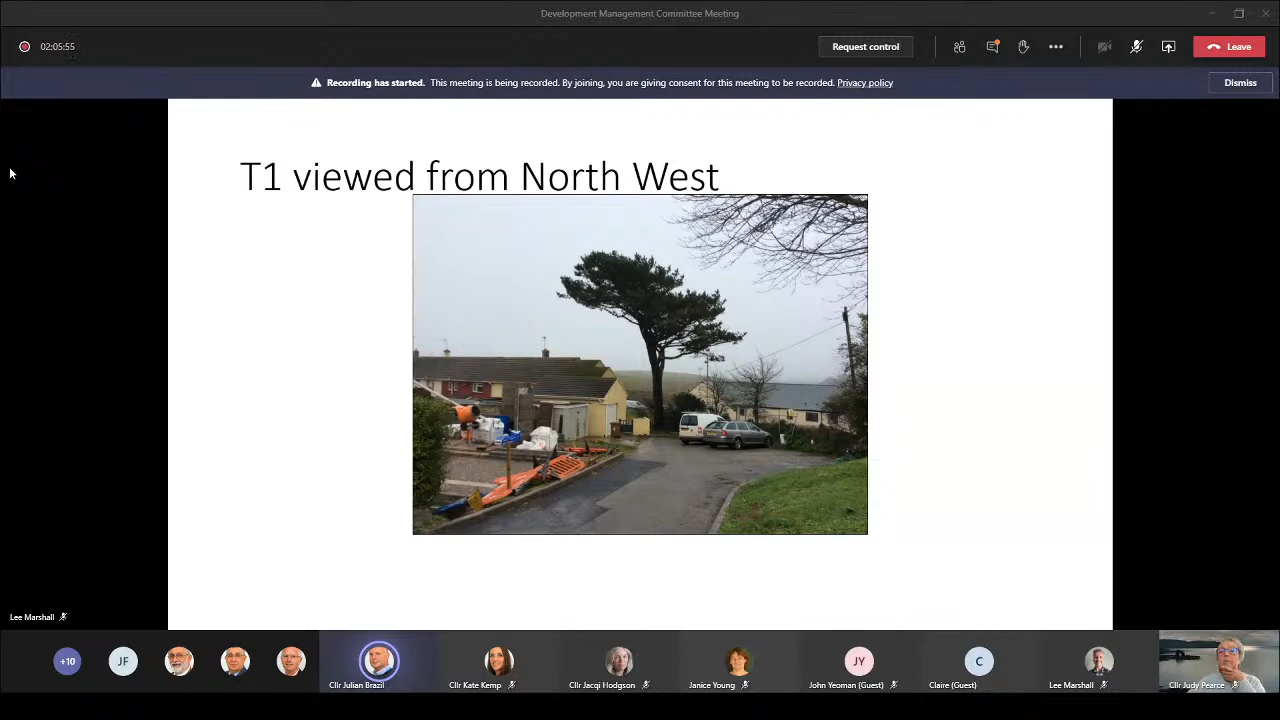 Development Management Committee Meeting
02:05:55
Request control
Leave
Recording has started. This meeting is being recorded. By joining, you are giving consent for this meeting to be recorded. Privacy policy
Dismiss
T1 viewed from North West
Lee Marshall
+10
JF
JY
C
Cllr Julian Brazil
Cllr Kate Kemp
Cllr Jacqi Hodgson
Janice Young
John Yeoman (Guest)
Claire (Guest)
Lee Marshall
Cllr Judy Pearce